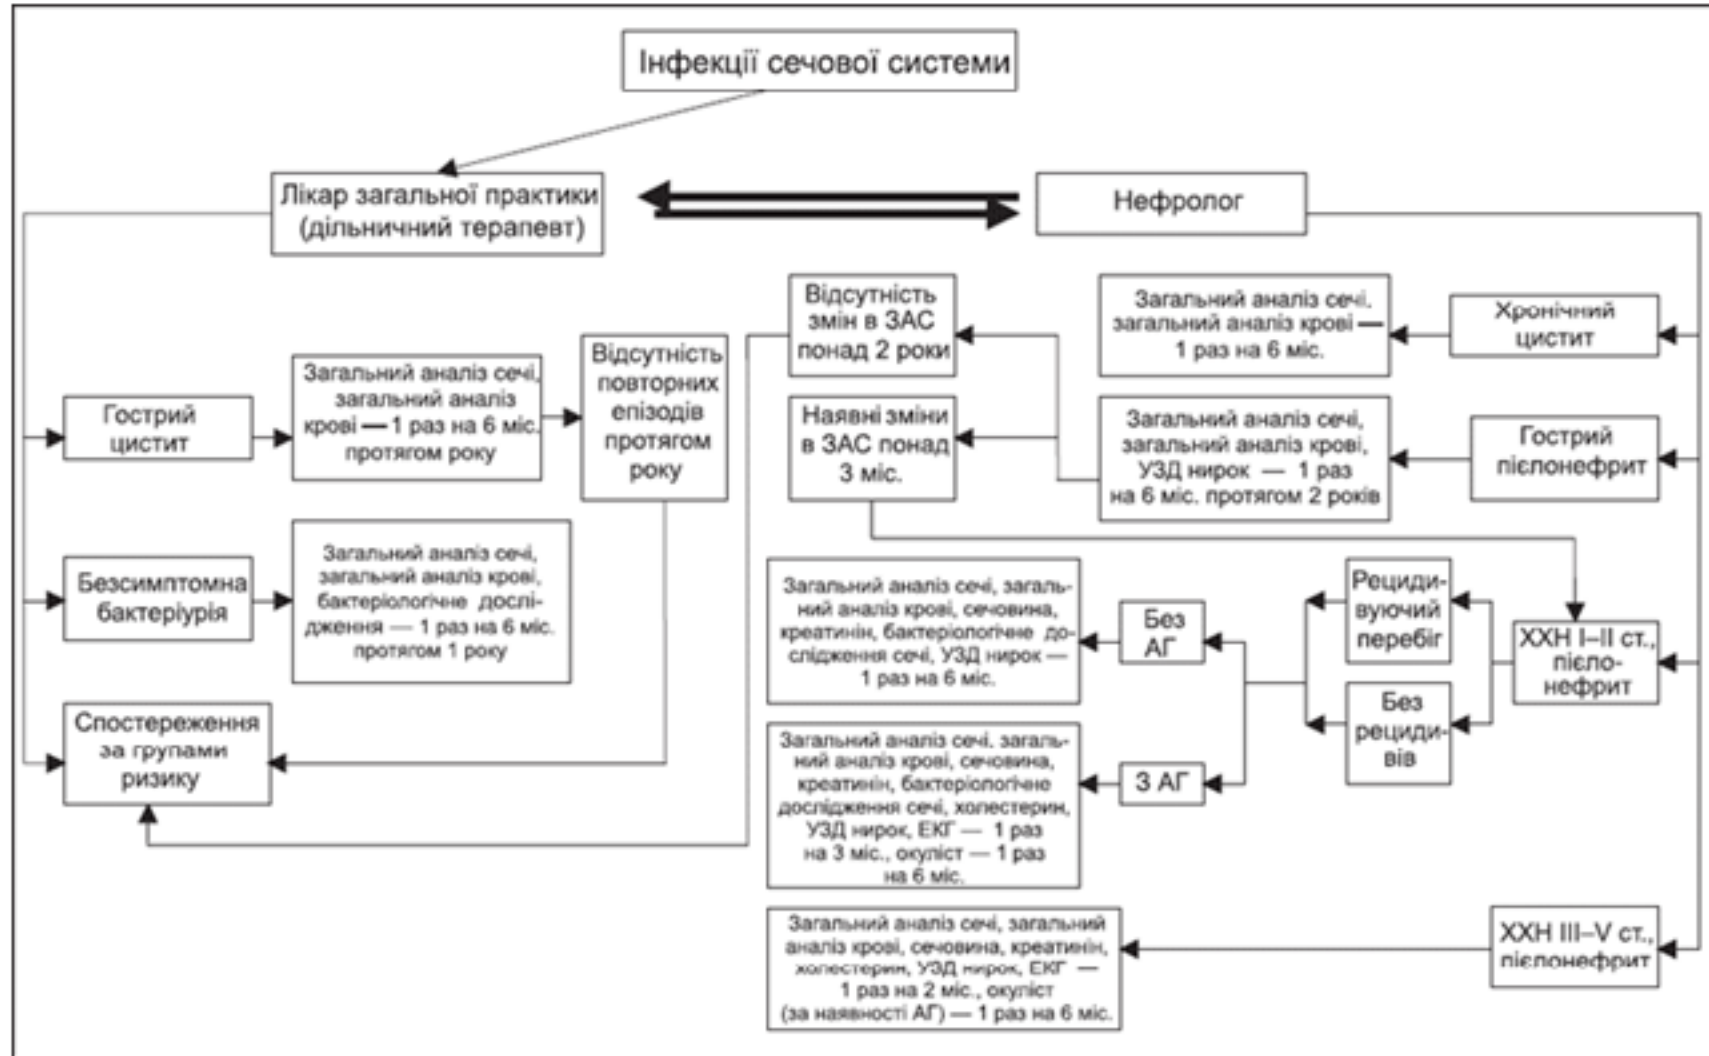 Інфекції сечової системи
Лікар загальної практики
(дільничний терапевт)
Нефролог
Гострий
цистит
Загальний аналіз сечі,
загальний аналіз
крові — 1 раз на 6 міс.
протягом року
Відсутність
повторних
епізодів
протягом
року
Безсимптомна
бактеріурія
Загальний аналіз сечі,
загальний аналіз крові,
бактеріологічне дослі-
дження — 1 раз на 6 міс.
протягом 1 року
Спостереження
за групами
ризику
Відсутність
змін в ЗАС
понад 2 роки
Загальний аналіз сечі.
загальний аналіз крові —
1 раз на 6 міс.
Хронічний
цистит
Наявні зміни
в ЗАС понад
3 міс.
Загальний аналіз сечі,
загальний аналіз крові,
УЗД нирок — 1 раз
на 6 міс. протягом 2 років
Гострий
пієлонефрит
Загальний аналіз сечі, загаль-
ний аналіз крові, сечовина,
креатинін, бактеріологічне до-
слідження сечі, УЗД нирок —
1 раз на 6 міс.
Без
АГ
Рециди-
вуючий
перебіг
ХХН І–ІІ ст.,
пієло-
нефрит
Без
рециди-
вів
Загальний аналіз сечі. загаль-
ний аналіз крові, сечовина,
креатинін, бактеріологічне
дослідження сечі, холестерин,
УЗД нирок, ЕКГ — 1 раз
на 3 міс., окуліст — 1 раз
на 6 міс.
З АГ
Загальний аналіз сечі, загальний
аналіз крові, сечовина, креатинін,
холестерин, УЗД нирок, ЕКГ —
1 раз на 2 міс., окуліст
(за наявності АГ) — 1 раз на 6 міс.
ХХН ІІІ–V ст.,
пієлонефрит